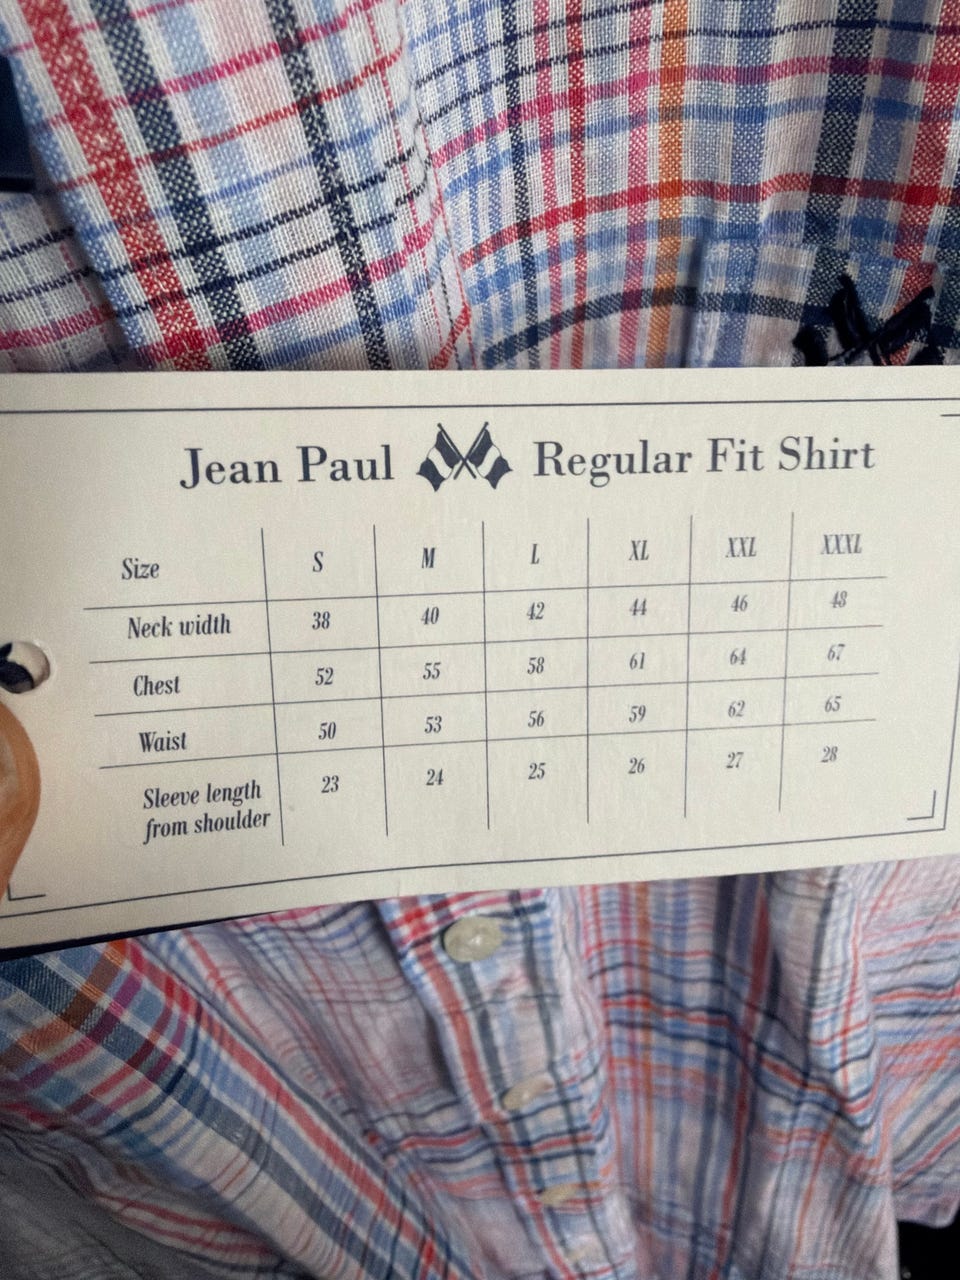 Jean Paul Regular Fit Shirt
Size S M L XL XXL XXXL
Neck width 38 40 42 44 46 48
Chest 52 55 58 61 64 67
Waist 50 53 56 59 62 65
Sleeve length 23 24 25 26 27 28
from shoulder